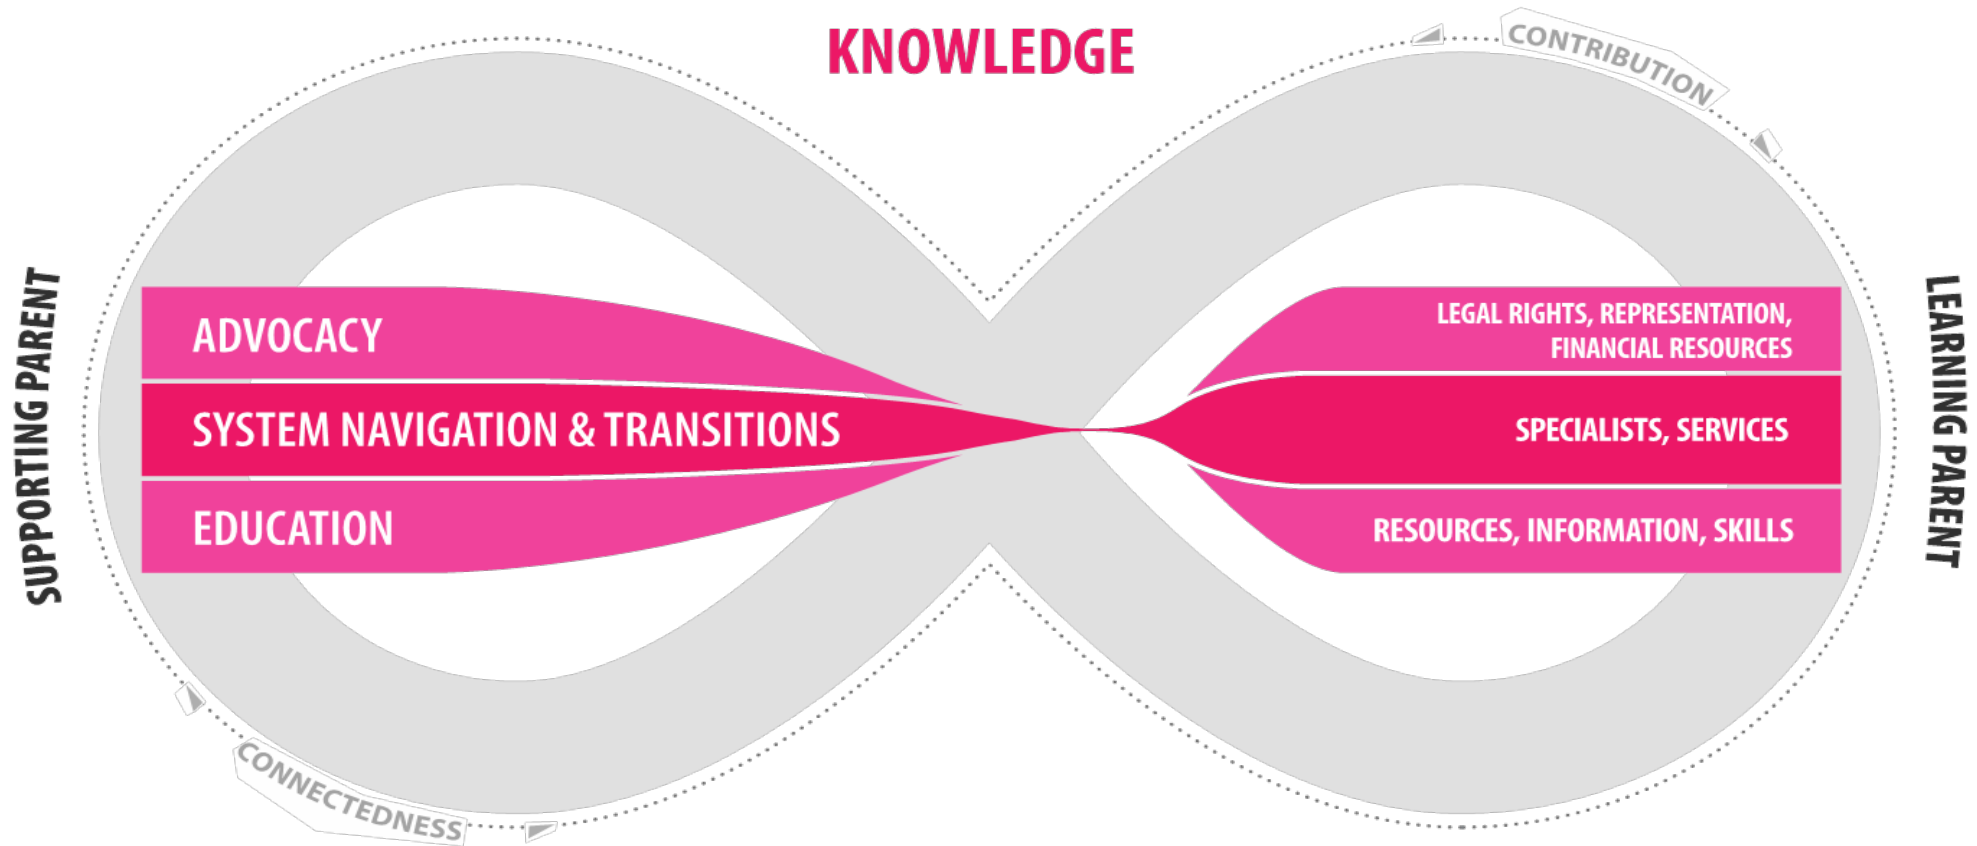 KNOWLEDGE
CONTRIBUTION
SUPPORTING PARENT
ADVOCACY
SYSTEM NAVIGATION & TRANSITIONS
EDUCATION
LEGAL RIGHTS, REPRESENTATION,
FINANCIAL RESOURCES
SPECIALISTS, SERVICES
RESOURCES, INFORMATION, SKILLS
LEARNING PARENT
CONNECTEDNESS